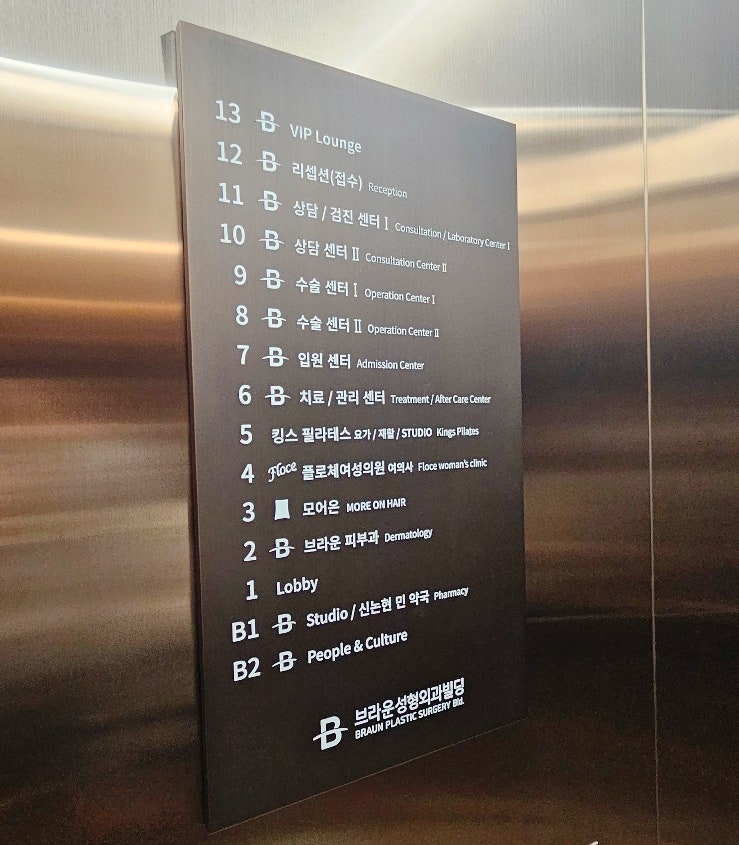 13 B VIP Lounge
12 B 리셉션(접수) Reception
11 B 상담 / 검진 센터 Ⅰ Consultation / Laboratory Center Ⅰ
10 B 상담 센터 Ⅱ Consultation Center Ⅱ
9 B 수술 센터 Ⅰ Operation Center Ⅰ
8 B 수술 센터 Ⅱ Operation Center Ⅱ
7 B 입원 센터 Admission Center
6 B 치료 / 관리 센터 Treatment / After Care Center
5 킹스 필라테스 요가 / 재활 / STUDIO Kings Pilates
4 Floce 플로체여성의원 여의사 Floce woman's clinic
3 모어온 MORE ON HAIR
2 B 브라운 피부과 Dermatology
1 Lobby
B1 B Studio / 신논현 민 약국 Pharmacy
B2 B People & Culture
B 브라운성형외과빌딩
BRAUN PLASTIC SURGERY Bld.